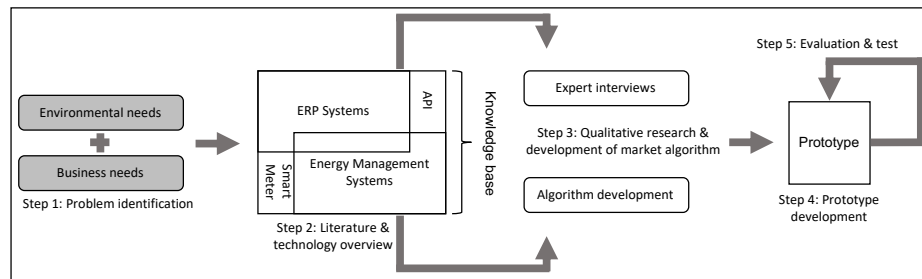 Environmental needs
Business needs
Step 1: Problem identification
ERP Systems
API
Energy Management
Systems
Smart
Meter
Knowledge base
Step 2: Literature &
technology overview
Expert interviews
Step 3: Qualitative research &
development of market algorithm
Algorithm development
Step 5: Evaluation & test
Prototype
Step 4: Prototype
development